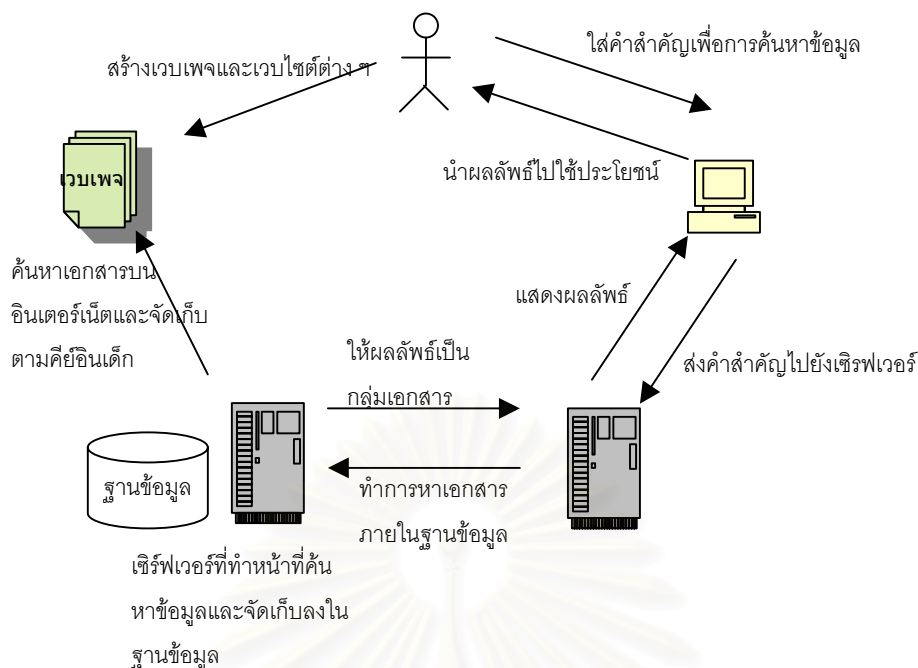 ใส่คำสำคัญเพื่อการค้นหาข้อมูล
สร้างเวบเพจและเวบไซต์ต่าง ๆ
นำผลลัพธ์ไปใช้ประโยชน์
เวบเพจ
ค้นหาเอกสารบน
อินเตอร์เน็ตและจัดเก็บ
ตามคีย์อินเด็ก
แสดงผลลัพธ์
ให้ผลลัพธ์เป็น
กลุ่มเอกสาร
ส่งคำสำคัญไปยังเซิรฟเวอร์
ฐานข้อมูล
ทำการหาเอกสาร
ภายในฐานข้อมูล
เซิร์ฟเวอร์ที่ทำหน้าที่ค้น
หาข้อมูลและจัดเก็บลงใน
ฐานข้อมูล